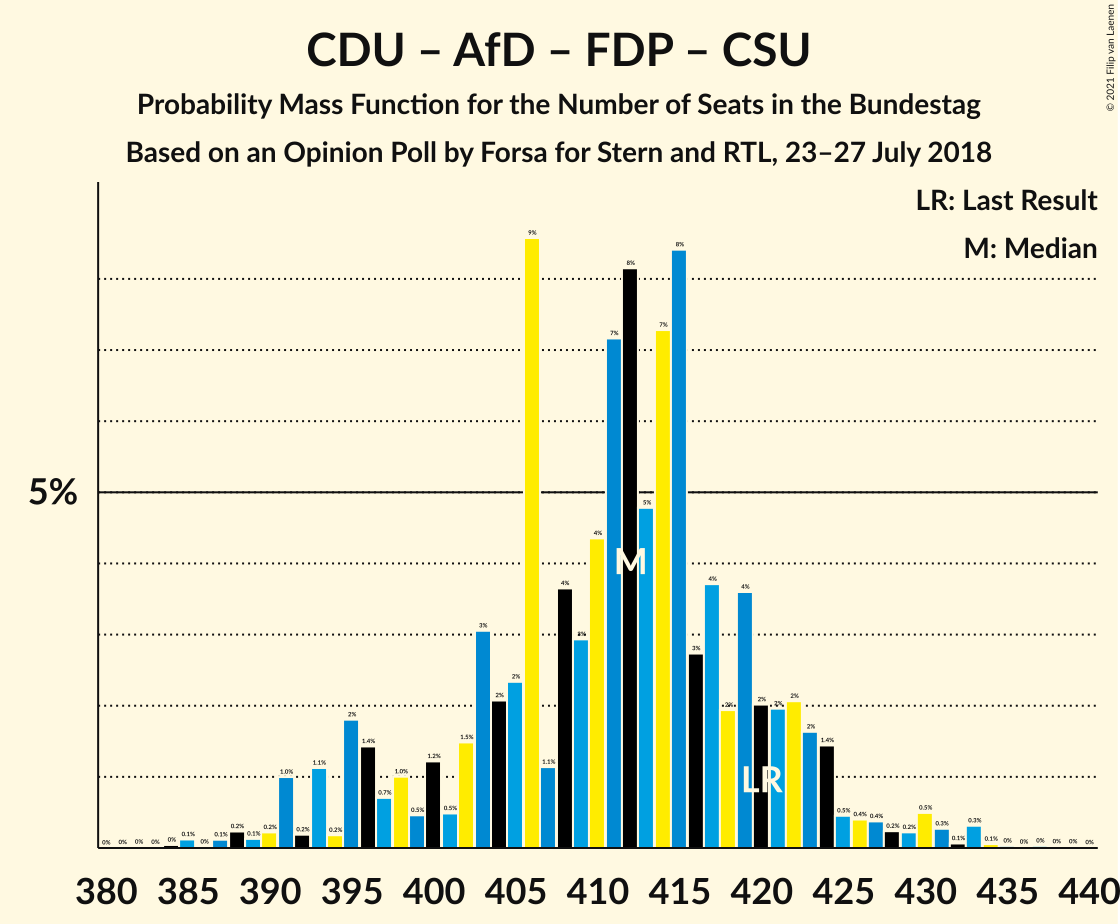 CDU – AfD – FDP – CSU
Probability Mass Function for the Number of Seats in the Bundestag
Based on an Opinion Poll by Forsa for Stern and RTL, 23–27 July 2018
© 2021 Filip van Laenen
LR: Last Result
M: Median
5%
0% 0% 0% 0% 0% 0.1% 0% 0.1% 0.2% 0.1% 0.2% 1.0% 0.2% 1.1% 0.2% 2% 1.4% 0.7% 1.0% 0.5% 1.2% 0.5% 1.5% 3% 2% 2% 9% 1.1% 4% 3% 4% 7% 8% 5% 7% 8% 3% 4% 2% 4% 2% 2% 2% 2% 1.4% 0.5% 0.4% 0.4% 0.2% 0.2% 0.5% 0.3% 0.1% 0.3% 0.1% 0% 0% 0% 0% 0% 0%
M
LR
380 385 390 395 400 405 410 415 420 425 430 435 440